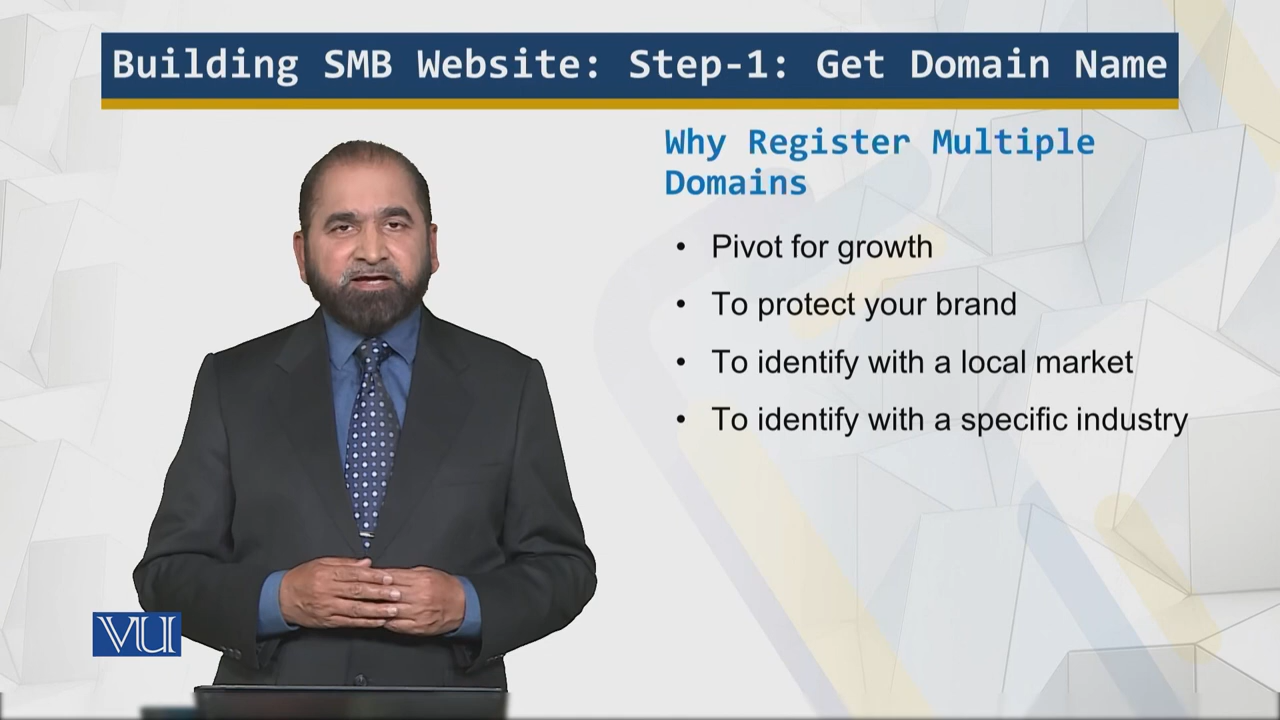 Building SMB Website: Step-1: Get Domain Name
Why Register Multiple
Domains
• Pivot for growth
• To protect your brand
• To identify with a local market
• To identify with a specific industry
VU